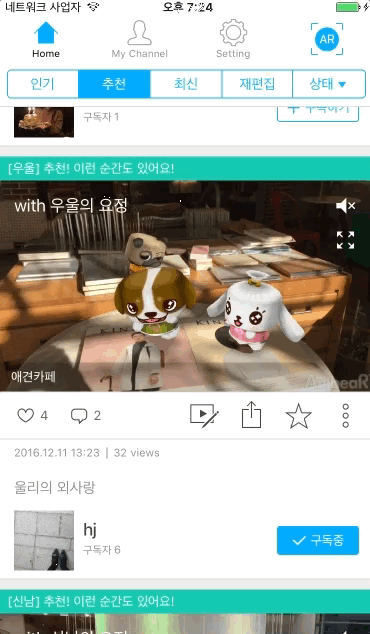 네트워크 사업자 오후 7:24
Home My Channel Setting AR
인기 추천 최신 재편집 상태
구독자 1 구독하기
[우울] 추천! 이런 순간도 있어요!
with 우울의 요정
애견카페
4 2
2016.12.11 13:23 | 32 views
울리의 외사랑
hj
구독자 6 구독중
[신남] 추천! 이런 순간도 있어요!